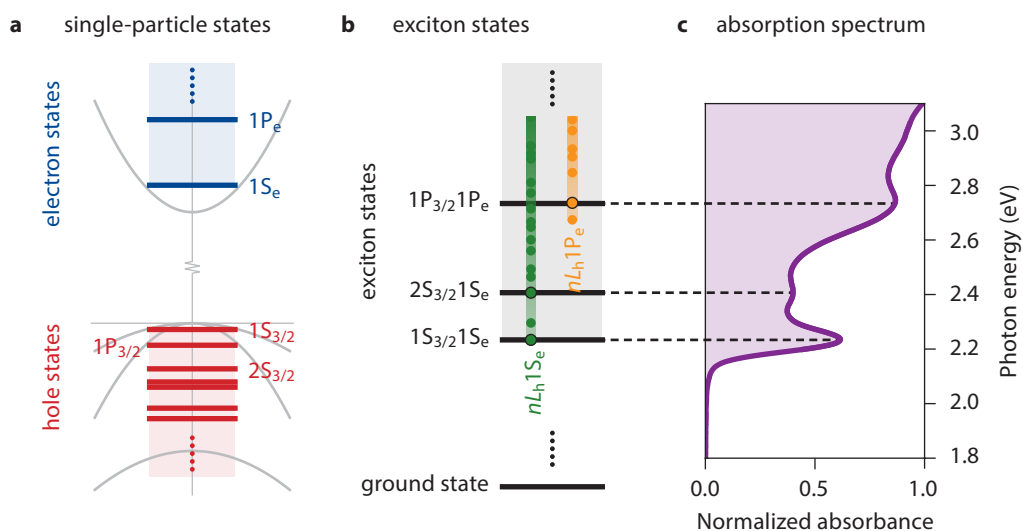 a single-particle states
b exciton states
c absorption spectrum
electron states
1Pₑ
1Sₑ
hole states
1S3/2
1P3/2
2S3/2
exciton states
1P3/21Pₑ
2S3/21Sₑ
1S3/21Sₑ
nLₕ1Pₑ
nLₕ1Sₑ
ground state
3.0
2.8
2.6
2.4
2.2
2.0
1.8
Photon energy (eV)
0.0 0.5 1.0
Normalized absorbance